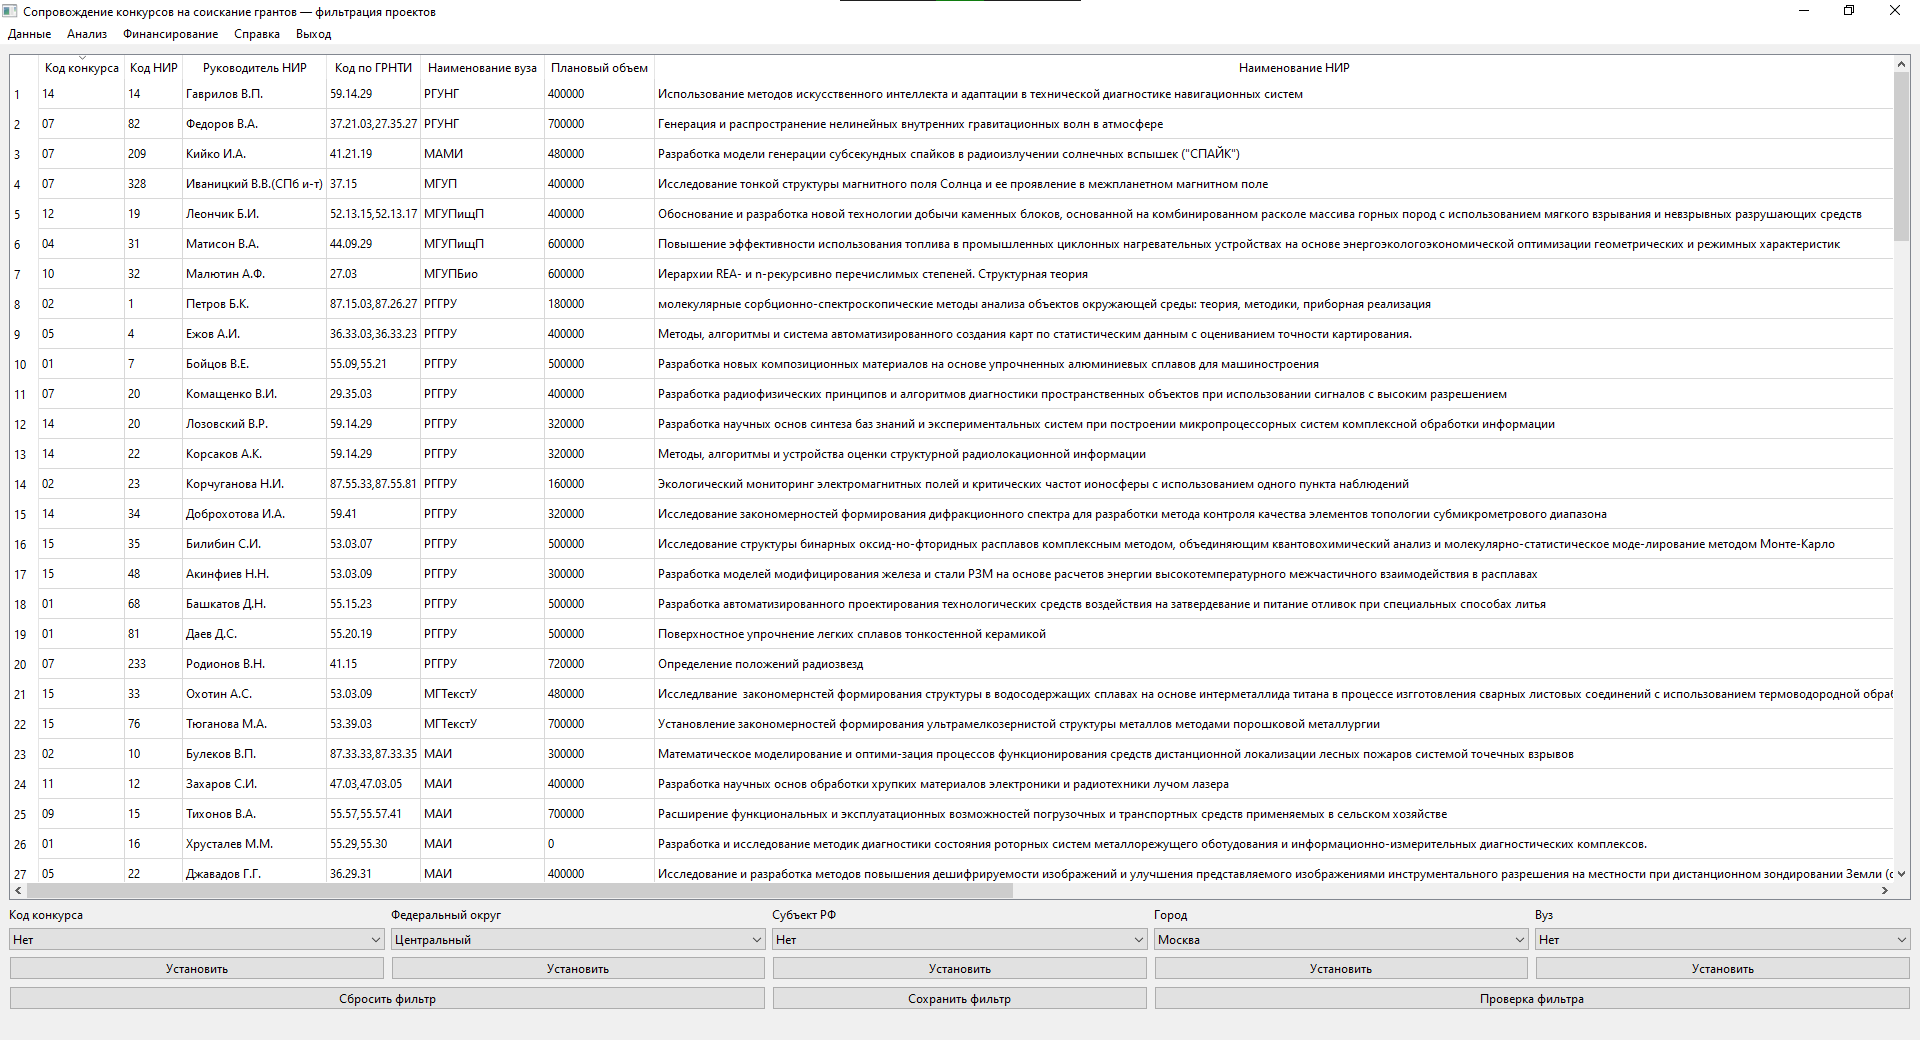 Сопровождение конкурсов на соискание грантов — фильтрация проектов
Данные Анализ Финансирование Справка Выход
Код конкурса Код НИР Руководитель НИР Код по ГРНТИ Наименование вуза Плановый объем Наименование НИР
1 14 14 Гаврилов В.П. 59.14.29 РГУНГ 400000 Использование методов искусственного интеллекта и адаптации в технической диагностике навигационных систем
2 07 82 Федоров В.А. 37.21.03,27.35.27 РГУНГ 700000 Генерация и распространение нелинейных внутренних гравитационных волн в атмосфере
3 07 209 Кийко И.А. 41.21.19 МАМИ 480000 Разработка модели генерации субсекундных спайков в радиоизлучении солнечных вспышек ("СПАЙК")
4 07 328 Иваницкий В.В.(СПб и-т) 37.15 МГУП 400000 Исследование тонкой структуры магнитного поля Солнца и ее проявление в межпланетном магнитном поле
5 12 19 Леончик Б.И. 52.13.15,52.13.17 МГУПищП 400000 Обоснование и разработка новой технологии добычи каменных блоков, основанной на комбинированном расколе массива горных пород с использованием мягкого взрывания и невзрывных разрушающих средств
6 04 31 Матисон В.А. 44.09.29 МГУПищП 600000 Повышение эффективности использования топлива в промышленных циклонных нагревательных устройствах на основе энергоэкологоэкономической оптимизации геометрических и режимных характеристик
7 10 32 Малютин А.Ф. 27.03 МГУПБио 600000 Иерархии REA- и n-рекурсивно перечислимых степеней. Структурная теория
8 02 1 Петров Б.К. 87.15.03,87.26.27 РГГРУ 180000 молекулярные сорбционно-спектроскопические методы анализа объектов окружающей среды: теория, методики, приборная реализация
9 05 4 Ежов А.И. 36.33.03,36.33.23 РГГРУ 400000 Методы, алгоритмы и система автоматизированного создания карт по статистическим данным с оцениванием точности картирования.
10 01 7 Бойцов В.Е. 55.09,55.21 РГГРУ 500000 Разработка новых композиционных материалов на основе упрочненных алюминиевых сплавов для машиностроения
11 07 20 Комащенко В.И. 29.35.03 РГГРУ 400000 Разработка радиофизических принципов и алгоритмов диагностики пространственных объектов при использовании сигналов с высоким разрешением
12 14 20 Лозовский В.Р. 59.14.29 РГГРУ 320000 Разработка научных основ синтеза баз знаний и экспериментальных систем при построении микропроцессорных систем комплексной обработки информации
13 14 22 Корсаков А.К. 59.14.29 РГГРУ 320000 Методы, алгоритмы и устройства оценки структурной радиолокационной информации
14 02 23 Корчуганова Н.И. 87.55.33,87.55.81 РГГРУ 160000 Экологический мониторинг электромагнитных полей и критических частот ионосферы с использованием одного пункта наблюдений
15 14 34 Доброхотова И.А. 59.41 РГГРУ 320000 Исследование закономерностей формирования дифракционного спектра для разработки метода контроля качества элементов топологии субмикрометрового диапазона
16 15 35 Билибин С.И. 53.03.07 РГГРУ 500000 Исследование структуры бинарных оксид-но-фторидных расплавов комплексным методом, объединяющим квантовохимический анализ и молекулярно-статистическое моде-лирование методом Монте-Карло
17 15 48 Акинфиев Н.Н. 53.03.09 РГГРУ 300000 Разработка моделей модифицирования железа и стали РЗМ на основе расчетов энергии высокотемпературного межчастичного взаимодействия в расплавах
18 01 68 Башкатов Д.Н. 55.15.23 РГГРУ 500000 Разработка автоматизированного проектирования технологических средств воздействия на затвердевание и питание отливок при специальных способах литья
19 01 81 Даев Д.С. 55.20.19 РГГРУ 500000 Поверхностное упрочнение легких сплавов тонкостенной керамикой
20 07 233 Родионов В.Н. 41.15 РГГРУ 720000 Определение положений радиозвезд
21 15 33 Охотин А.С. 53.03.09 МГТекстУ 480000 Исследлвание закономернстей формирования структуры в водосодержащих сплавах на основе интерметаллида титана в процессе изгготовления сварных листовых соединений с использованием термоводородной обраб
22 15 76 Тюганова М.А. 53.39.03 МГТекстУ 700000 Установление закономерностей формирования ультрамелкозернистой структуры металлов методами порошковой металлургии
23 02 10 Булеков В.П. 87.33.33,87.33.35 МАИ 300000 Математическое моделирование и оптими-зация процессов функционирования средств дистанционной локализации лесных пожаров системой точечных взрывов
24 11 12 Захаров С.И. 47.03,47.03.05 МАИ 400000 Разработка научных основ обработки хрупких материалов электроники и радиотехники лучом лазера
25 09 15 Тихонов В.А. 55.57,55.57.41 МАИ 700000 Расширение функциональных и эксплуатационных возможностей погрузочных и транспортных средств применяемых в сельском хозяйстве
26 01 16 Хрусталев М.М. 55.29,55.30 МАИ 0 Разработка и исследование методик диагностики состояния роторных систем металлорежущего обоtудования и информационно-измерительных диагностических комплексов.
27 05 22 Джавадов Г.Г. 36.29.31 МАИ 400000 Исследование и разработка методов повышения дешифрируемости изображений и улучшения представляемого изображениями инструментального разрешения на местности при дистанционном зондировании Земли (с
Код конкурса Федеральный округ Субъект РФ Город Вуз
Нет Центральный Нет Москва Нет
Установить Установить Установить Установить Установить
Сбросить фильтр Сохранить фильтр Проверка фильтра